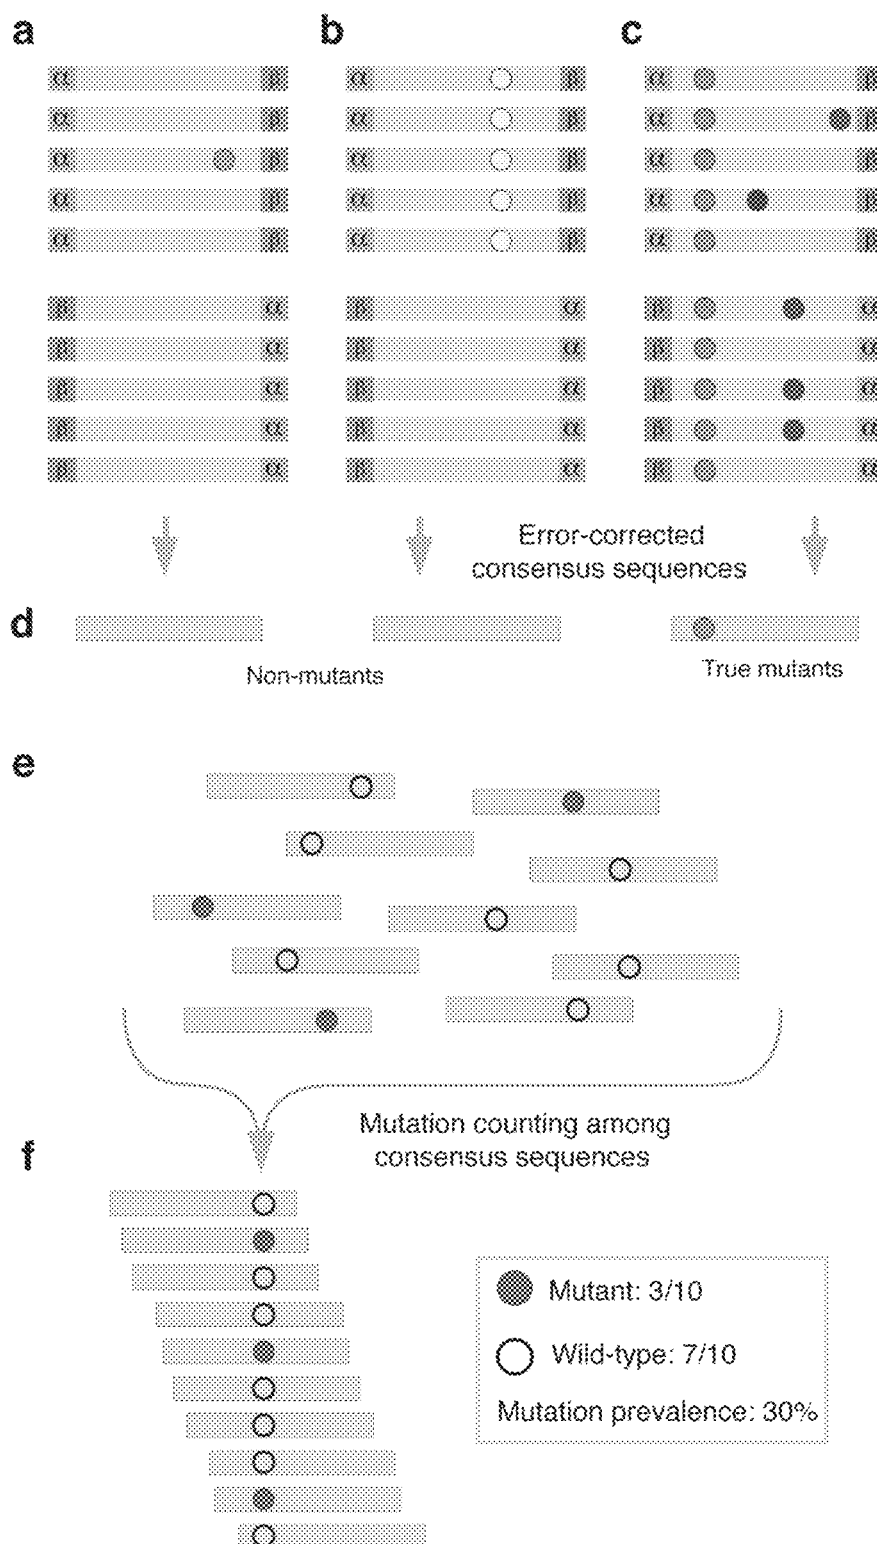 a b c
α β α β α β
α β α β α β
α β α β α β
α β α β α β
α β α β α β
β α β α β α
β α β α β α
β α β α β α
β α β α β α
β α β α β α
Error-corrected
consensus sequences
d
Non-mutants
True mutants
e
Mutation counting among
consensus sequences
f
Mutant: 3/10
Wild-type: 7/10
Mutation prevalence: 30%